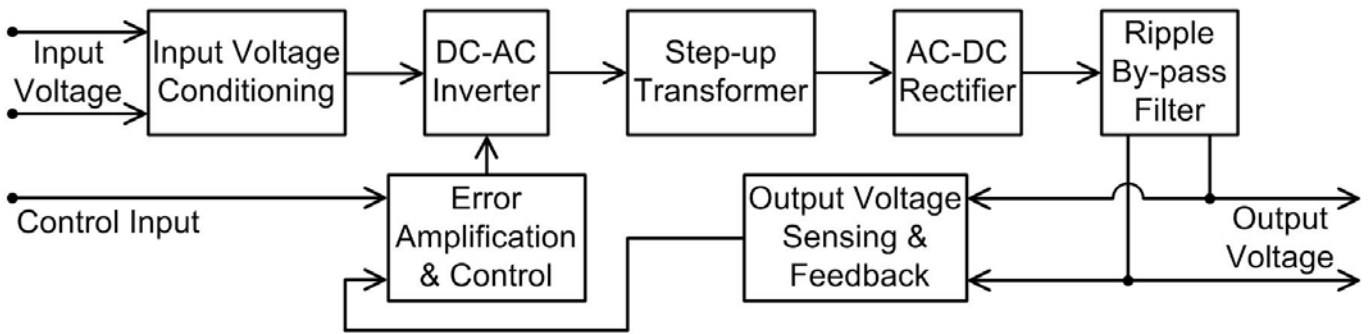 Input
Voltage
Input Voltage
Conditioning
DC-AC
Inverter
Step-up
Transformer
AC-DC
Rectifier
Ripple
By-pass
Filter
Control Input
Error
Amplification
& Control
Output Voltage
Sensing &
Feedback
Output
Voltage